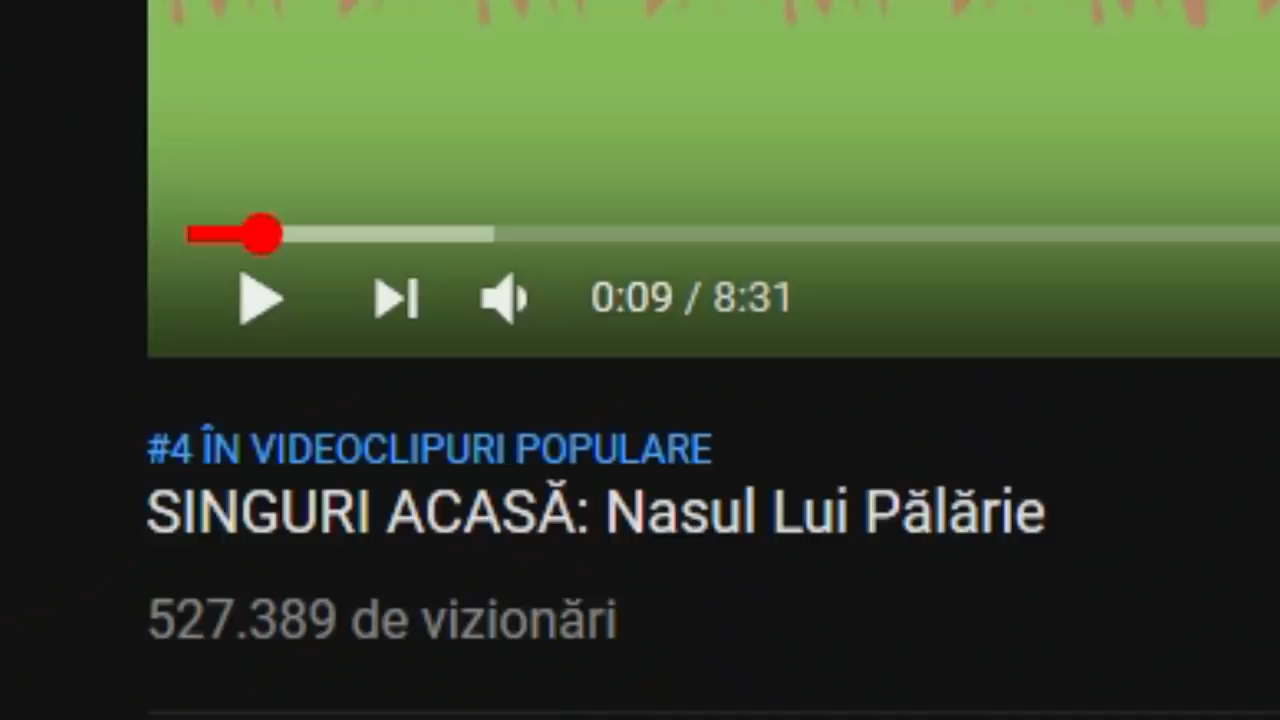 0:09 / 8:31
#4 ÎN VIDEOCLIPURI POPULARE
SINGURI ACASĂ: Nasul Lui Pălărie
527.389 de vizionări